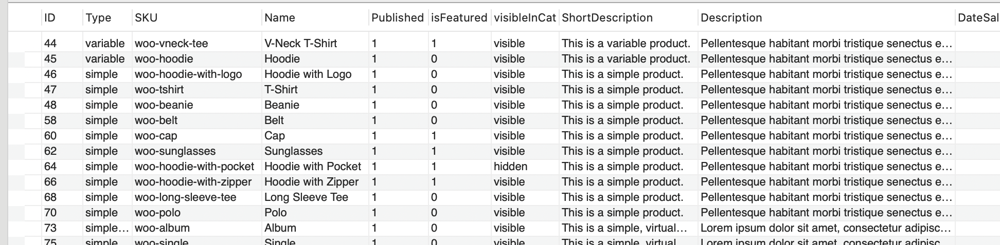 ID Type SKU Name Published isFeatured visibleInCat ShortDescription Description DateSal
44 variable woo-vneck-tee V-Neck T-Shirt 1 1 visible This is a variable product. Pellentesque habitant morbi tristique senectus e...
45 variable woo-hoodie Hoodie 1 0 visible This is a variable product. Pellentesque habitant morbi tristique senectus e...
46 simple woo-hoodie-with-logo Hoodie with Logo 1 0 visible This is a simple product. Pellentesque habitant morbi tristique senectus e...
47 simple woo-tshirt T-Shirt 1 0 visible This is a simple product. Pellentesque habitant morbi tristique senectus e...
48 simple woo-beanie Beanie 1 0 visible This is a simple product. Pellentesque habitant morbi tristique senectus e...
58 simple woo-belt Belt 1 0 visible This is a simple product. Pellentesque habitant morbi tristique senectus e...
60 simple woo-cap Cap 1 1 visible This is a simple product. Pellentesque habitant morbi tristique senectus e...
62 simple woo-sunglasses Sunglasses 1 1 visible This is a simple product. Pellentesque habitant morbi tristique senectus e...
64 simple woo-hoodie-with-pocket Hoodie with Pocket 1 1 hidden This is a simple product. Pellentesque habitant morbi tristique senectus e...
66 simple woo-hoodie-with-zipper Hoodie with Zipper 1 1 visible This is a simple product. Pellentesque habitant morbi tristique senectus e...
68 simple woo-long-sleeve-tee Long Sleeve Tee 1 0 visible This is a simple product. Pellentesque habitant morbi tristique senectus e...
70 simple woo-polo Polo 1 0 visible This is a simple product. Pellentesque habitant morbi tristique senectus e...
73 simple... woo-album Album 1 0 visible This is a simple, virtual... Lorem ipsum dolor sit amet, consectetur adipisc...
75 simple woo-single Single 1 0 visible This is a simple, virtual... Lorem ipsum dolor sit amet, consectetur adipisc...